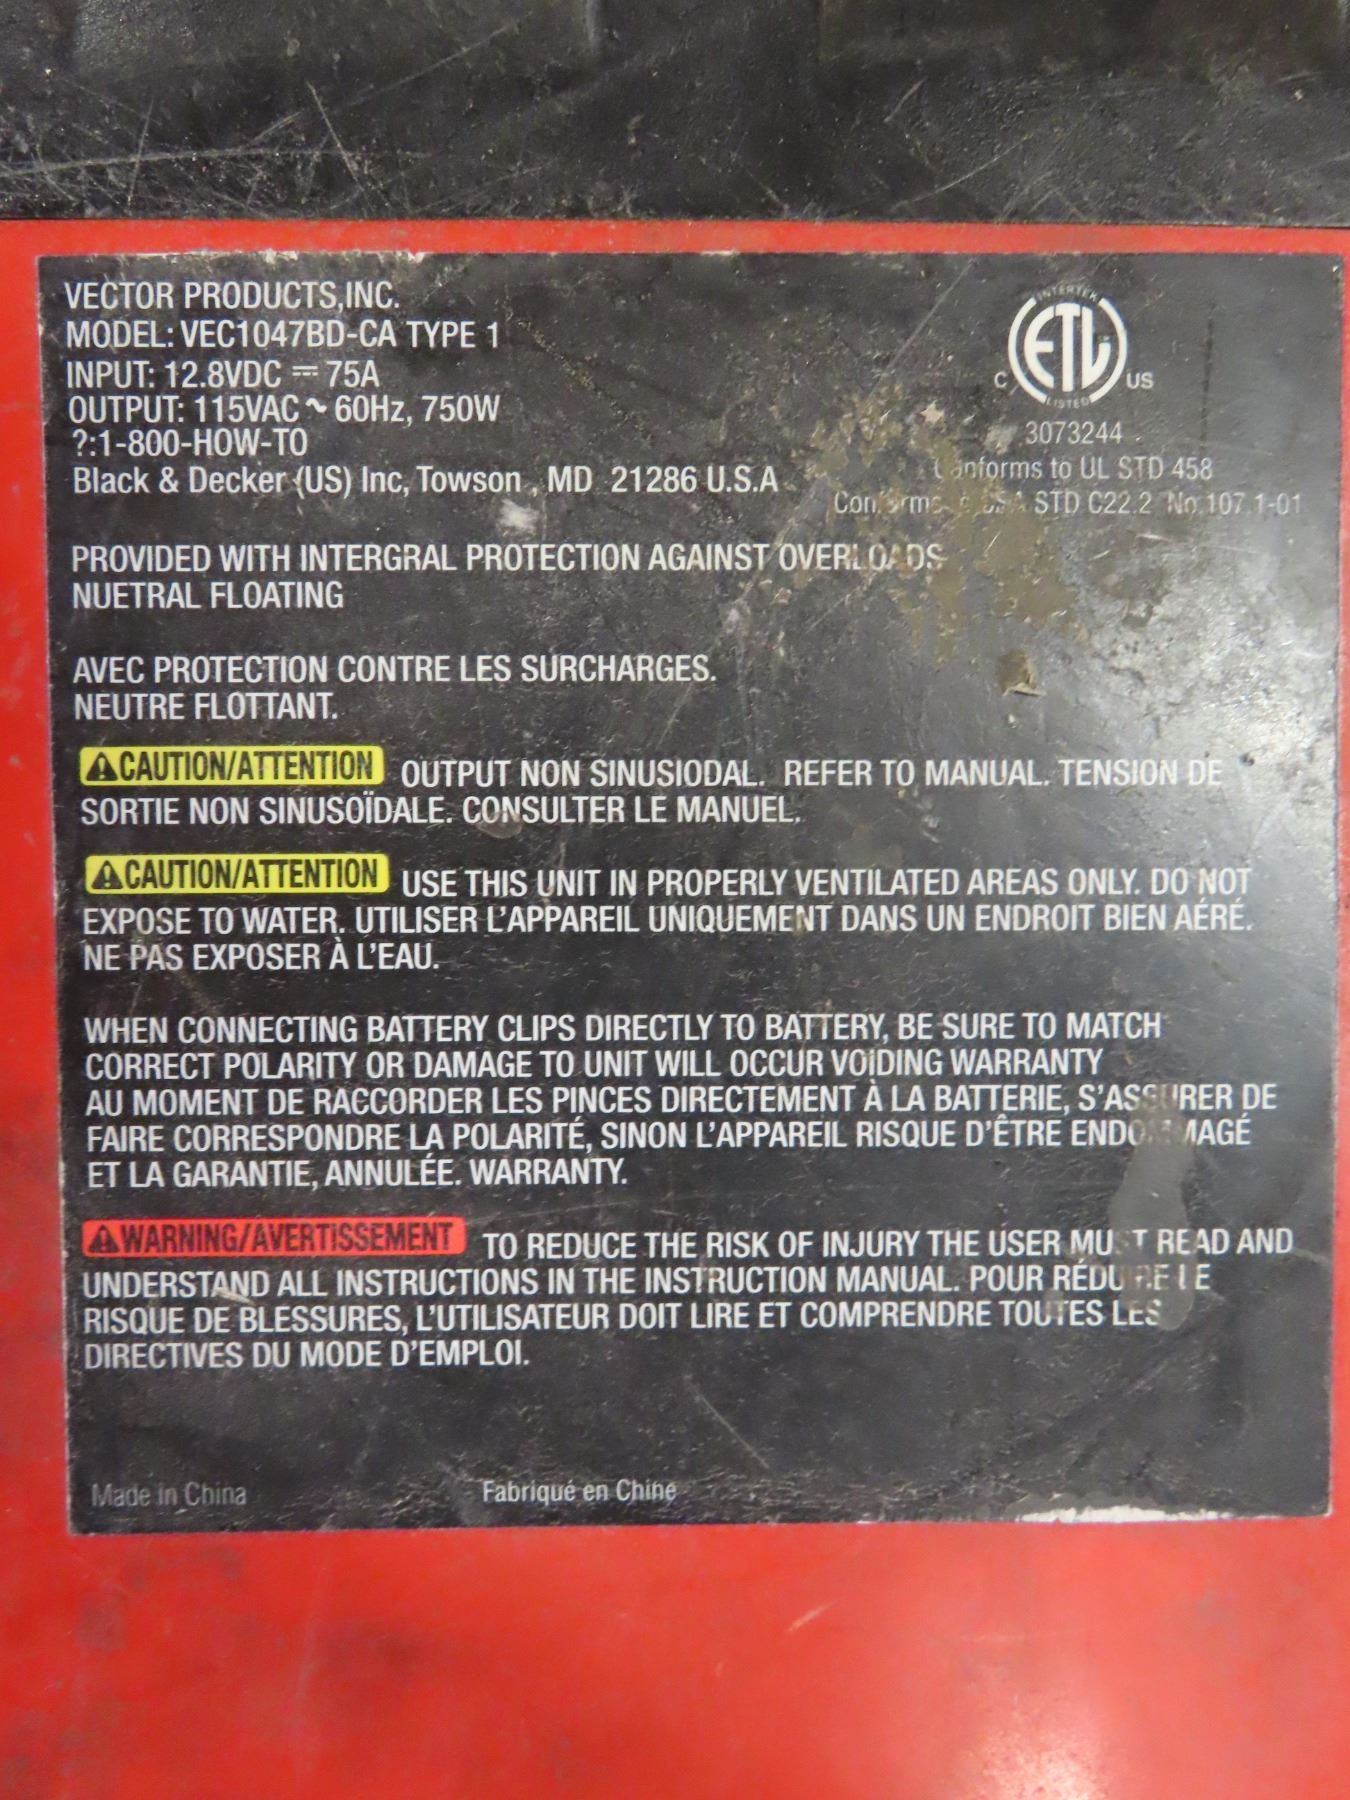 VECTOR PRODUCTS,INC.
MODEL: VEC1047BD-CA TYPE 1
INPUT: 12.8VDC ⎓ 75A
OUTPUT: 115VAC ~ 60Hz, 750W
?:1-800-HOW-TO
Black & Decker (US) Inc, Towson , MD 21286 U.S.A
INTERTEK
ETL
C US
LISTED
3073244
Conforms to UL STD 458
STD C22.2 No.107.1-01
PROVIDED WITH INTERGRAL PROTECTION AGAINST OVERLOADS
NUETRAL FLOATING
AVEC PROTECTION CONTRE LES SURCHARGES.
NEUTRE FLOTTANT.
⚠CAUTION/ATTENTION OUTPUT NON SINUSIODAL. REFER TO MANUAL. TENSION DE
SORTIE NON SINUSOÏDALE. CONSULTER LE MANUEL.
⚠CAUTION/ATTENTION USE THIS UNIT IN PROPERLY VENTILATED AREAS ONLY. DO NOT
EXPOSE TO WATER. UTILISER L'APPAREIL UNIQUEMENT DANS UN ENDROIT BIEN AÉRÉ.
NE PAS EXPOSER À L'EAU.
WHEN CONNECTING BATTERY CLIPS DIRECTLY TO BATTERY, BE SURE TO MATCH
CORRECT POLARITY OR DAMAGE TO UNIT WILL OCCUR VOIDING WARRANTY
AU MOMENT DE RACCORDER LES PINCES DIRECTEMENT À LA BATTERIE, S'ASSURER DE
FAIRE CORRESPONDRE LA POLARITÉ, SINON L'APPAREIL RISQUE D'ÊTRE ENDOMMAGÉ
ET LA GARANTIE, ANNULÉE. WARRANTY.
⚠WARNING/AVERTISSEMENT TO REDUCE THE RISK OF INJURY THE USER MUST READ AND
UNDERSTAND ALL INSTRUCTIONS IN THE INSTRUCTION MANUAL. POUR RÉDUIRE LE
RISQUE DE BLESSURES, L'UTILISATEUR DOIT LIRE ET COMPRENDRE TOUTES LES
DIRECTIVES DU MODE D'EMPLOI.
Made in China Fabriqué en Chine